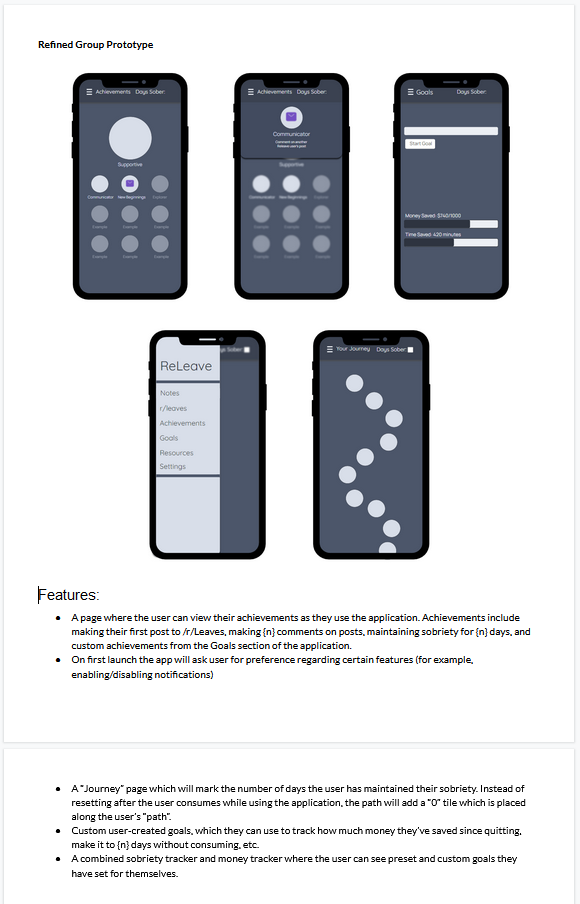 Refined Group Prototype
Achievements Days Sober:
Supportive
Communicator New Beginnings Explorer
Example Example Example
Example Example Example
Achievements Days Sober:
Communicator
Comment on another
Releave user's post
Supportive
Communicator New Beginnings Explorer
Example Example Example
Example Example Example
Goals Days Sober:
Start Goal
Money Saved: $740/1000
Time Saved: 420 minutes
Sober:
ReLeave
Notes
r/leaves
Achievements
Goals
Resources
Settings
Your Journey Days Sober:
Features:
• A page where the user can view their achievements as they use the application. Achievements include
making their first post to /r/Leaves, making {n} comments on posts, maintaining sobriety for {n} days, and
custom achievements from the Goals section of the application.
• On first launch the app will ask user for preference regarding certain features (for example,
enabling/disabling notifications)
• A "Journey" page which will mark the number of days the user has maintained their sobriety. Instead of
resetting after the user consumes while using the application, the path will add a "0" tile which is placed
along the user's "path".
• Custom user-created goals, which they can use to track how much money they've saved since quitting,
make it to {n} days without consuming, etc.
• A combined sobriety tracker and money tracker where the user can see preset and custom goals they
have set for themselves.